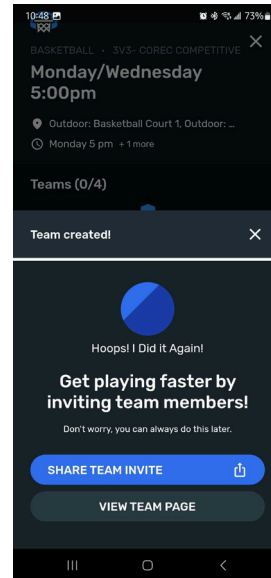 10:48 73%
BASKETBALL • 3V3- COREC COMPETITIVE
Monday/Wednesday
5:00pm
Outdoor: Basketball Court 1, Outdoor: ...
Monday 5 pm +1 more
Teams (0/4)
Team created!
Hoops! I Did it Again!
Get playing faster by
inviting team members!
Don't worry, you can always do this later.
SHARE TEAM INVITE
VIEW TEAM PAGE